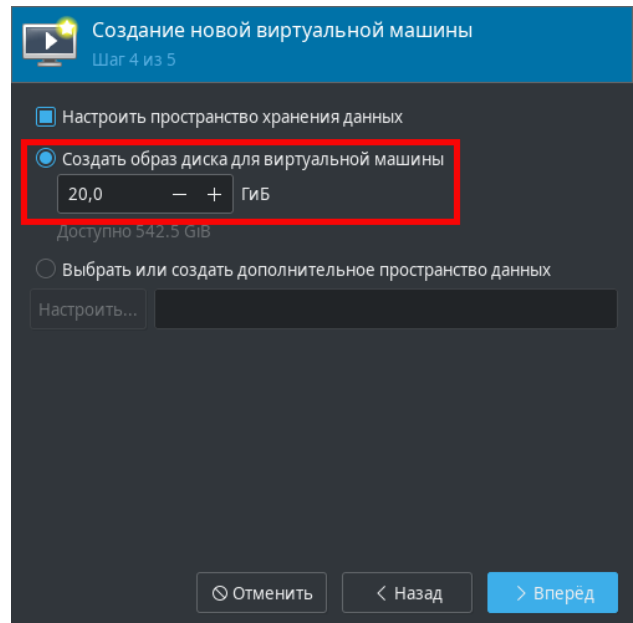 Создание новой виртуальной машины
Шаг 4 из 5
Настроить пространство хранения данных
Создать образ диска для виртуальной машины
20,0 — + ГиБ
Доступно 542.5 GiB
Выбрать или создать дополнительное пространство данных
Настроить...
Отменить < Назад > Вперёд